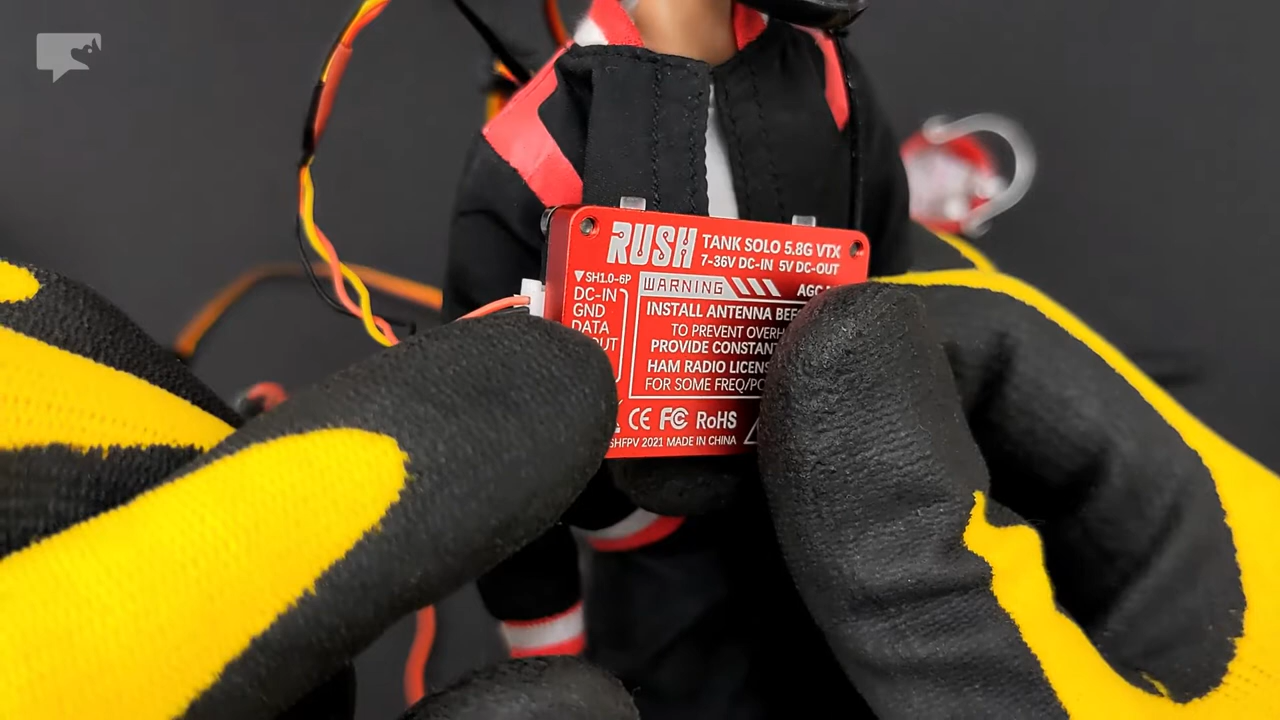 RUSH
TANK SOLO 5.8G VTX
7-36V DC-IN 5V DC-OUT
▼SH1.0-6P
DC-IN
GND
DATA
WARNING
INSTALL ANTENNA
TO PREVENT
PROVIDE CONSTANT
HAM RADIO
FOR SOME
CE FC RoHS
2021 MADE IN CHINA